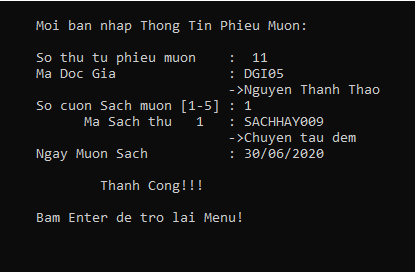 Moi ban nhap Thong Tin Phieu Muon:
So thu tu phieu muon : 11
Ma Doc Gia : DGI05
->Nguyen Thanh Thao
So cuon Sach muon [1-5] : 1
Ma Sach thu 1 : SACHHAY009
->Chuyen tau dem
Ngay Muon Sach : 30/06/2020
Thanh Cong!!!
Bam Enter de tro lai Menu!